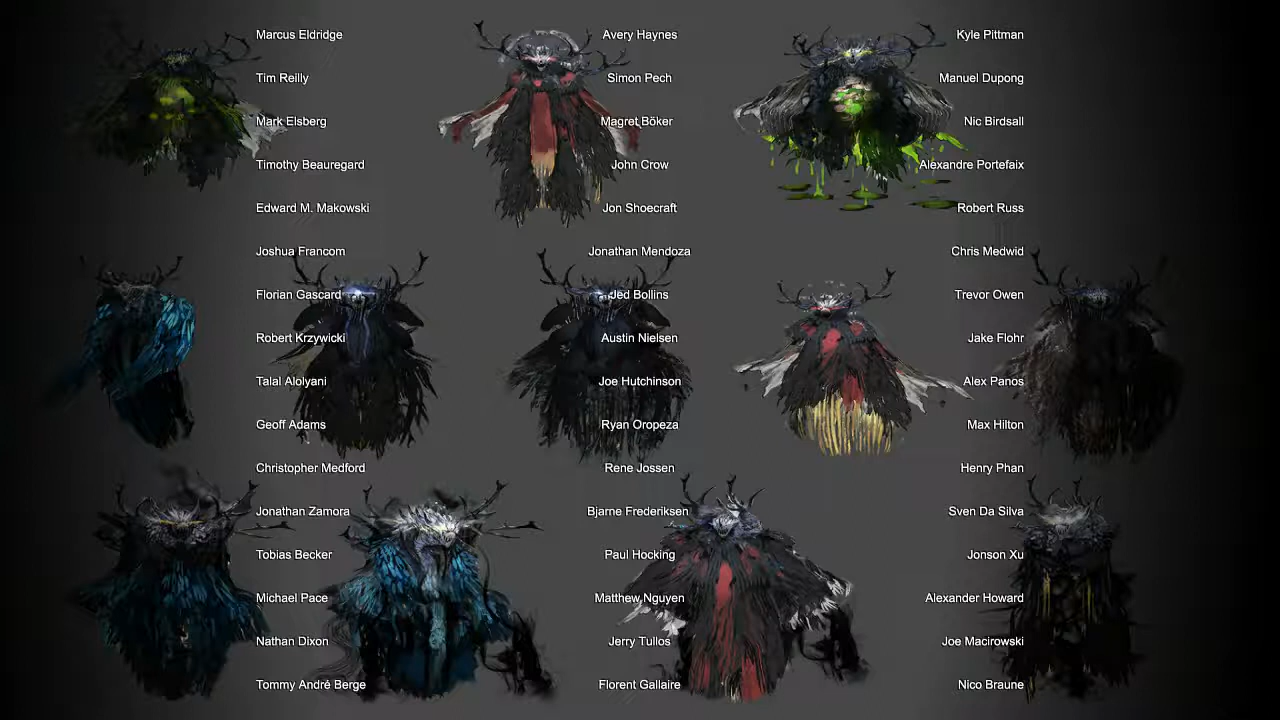 Marcus Eldridge
Tim Reilly
Mark Elsberg
Timothy Beauregard
Edward M. Makowski
Joshua Francom
Florian Gascard
Robert Krzywicki
Talal Alolyani
Geoff Adams
Christopher Medford
Jonathan Zamora
Tobias Becker
Michael Pace
Nathan Dixon
Tommy André Berge
Avery Haynes
Simon Pech
Magret Böker
John Crow
Jon Shoecraft
Jonathan Mendoza
Jed Bollins
Austin Nielsen
Joe Hutchinson
Ryan Oropeza
Rene Jossen
Bjarne Frederiksen
Paul Hocking
Matthew Nguyen
Jerry Tullos
Florent Gallaire
Kyle Pittman
Manuel Dupong
Nic Birdsall
Alexandre Portefaix
Robert Russ
Chris Medwid
Trevor Owen
Jake Flohr
Alex Panos
Max Hilton
Henry Phan
Sven Da Silva
Jonson Xu
Alexander Howard
Joe Macirowski
Nico Braune